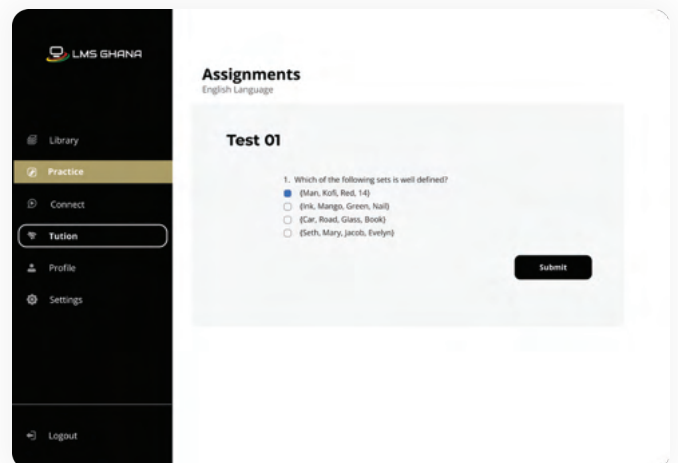 LMS GHANA
Library
Practice
Connect
Tution
Profile
Settings
Logout
Assignments
English Language
Test 01
1. Which of the following sets is well defined?
{Man, Kofi, Red, 14}
{Ink, Mango, Green, Nail}
{Car, Road, Glass, Book}
{Seth, Mary, Jacob, Evelyn}
Submit